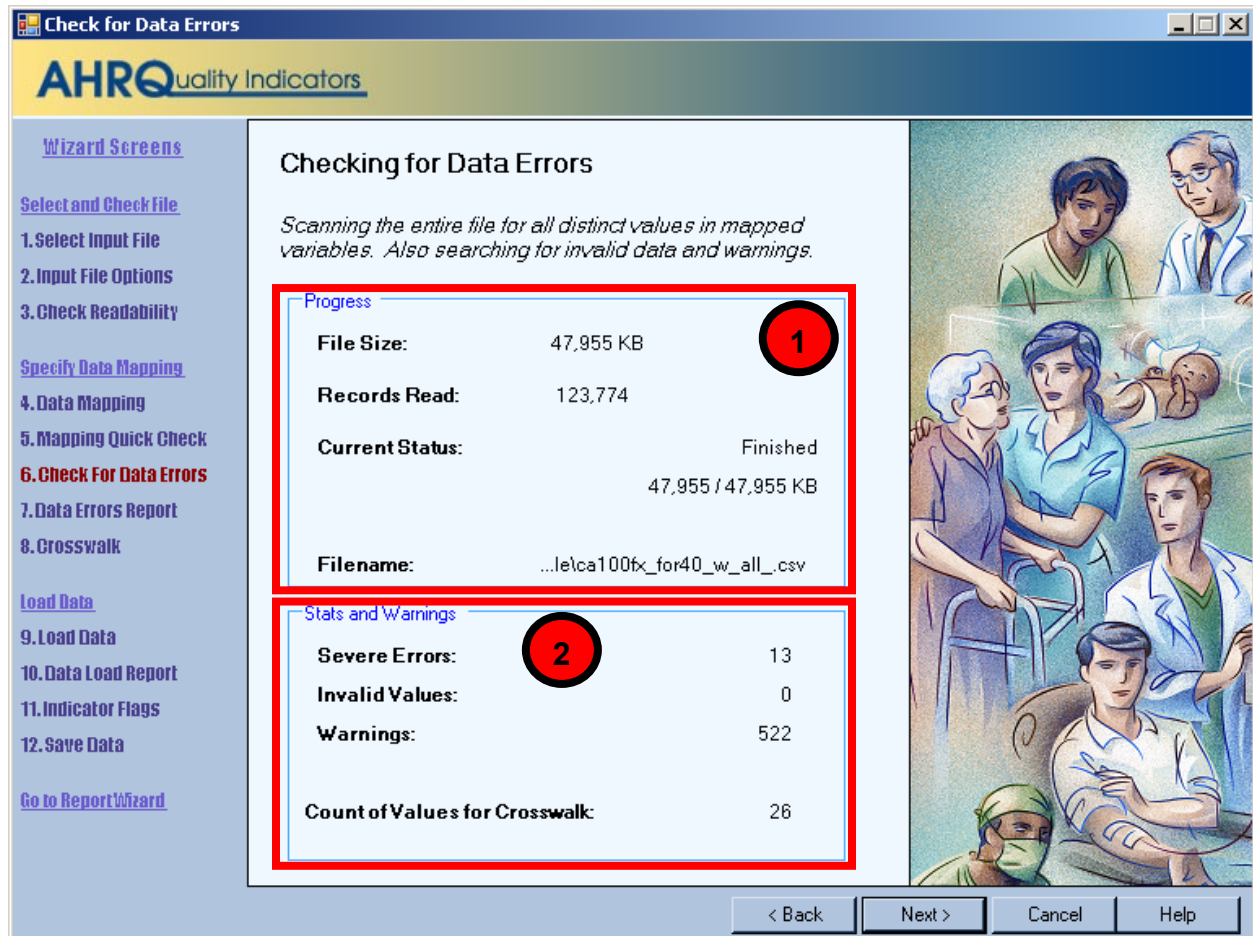 Check for Data Errors
AHRQuality Indicators
Wizard Screens
Select and Check File
1.Select Input File
2.Input File Options
3.Check Readability
Specify Data Mapping
4.Data Mapping
5.Mapping Quick Check
6.Check For Data Errors
7.Data Errors Report
8.Crosswalk
Load Data
9.Load Data
10.Data Load Report
11.Indicator Flags
12.Save Data
Go to Report Wizard
Checking for Data Errors
Scanning the entire file for all distinct values in mapped
variables. Also searching for invalid data and warnings.
Progress
1
File Size: 47,955 KB
Records Read: 123,774
Current Status: Finished
47,955 / 47,955 KB
Filename: ...le\ca100fx_for40_w_all_.csv
Stats and Warnings
2
Severe Errors: 13
Invalid Values: 0
Warnings: 522
Count of Values for Crosswalk: 26
< Back
Next >
Cancel
Help